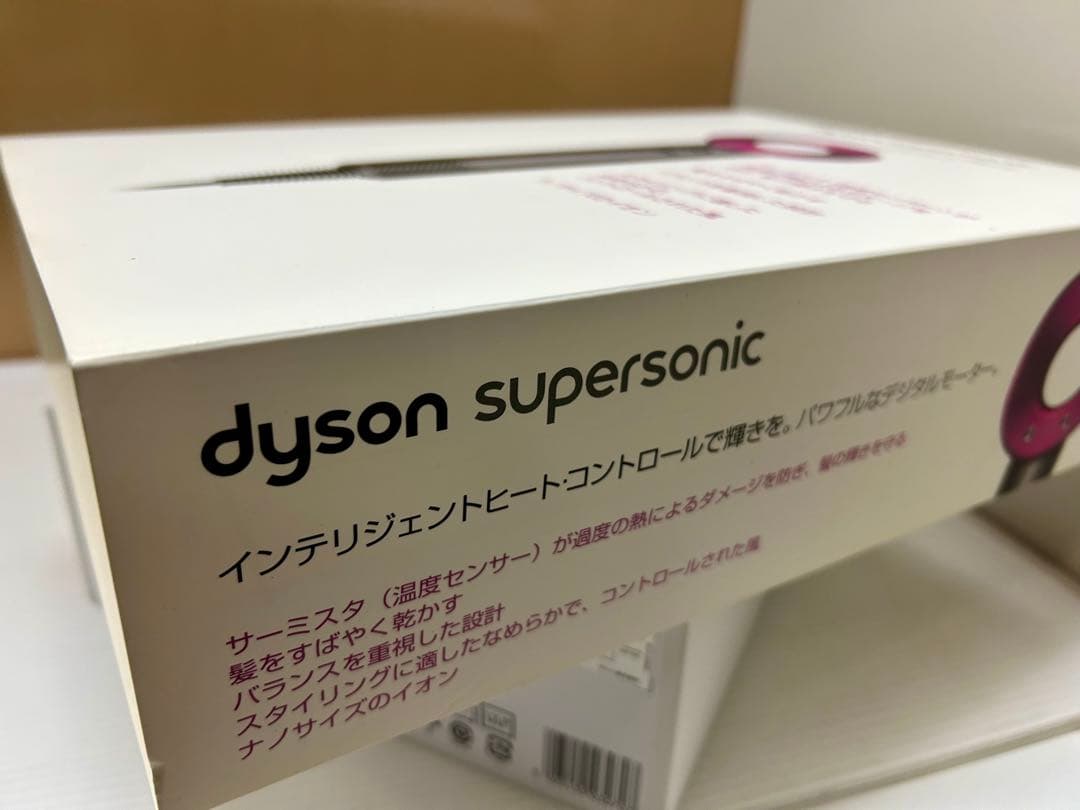 dyson supersonic
インテリジェントヒート・コントロールで輝きを。パワフルなデジタルモーター。
サーミスタ（温度センサー）が過度の熱によるダメージを防ぎ、髪の輝きを守る
髪をすばやく乾かす
バランスを重視した設計
スタイリングに適したなめらかで、コントロールされた風
ナノサイズのイオン